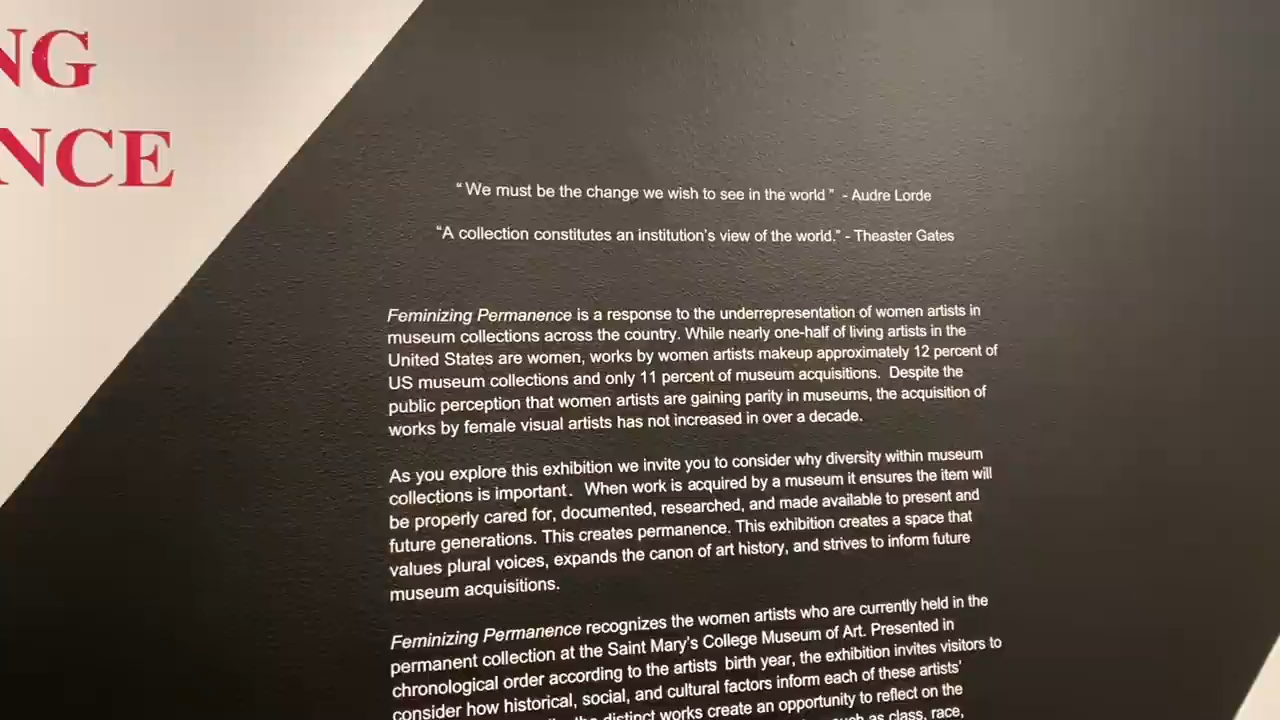 NG
NCE
“ We must be the change we wish to see in the world ” - Audre Lorde
“A collection constitutes an institution’s view of the world.” - Theaster Gates
Feminizing Permanence is a response to the underrepresentation of women artists in
museum collections across the country. While nearly one-half of living artists in the
United States are women, works by women artists makeup approximately 12 percent of
US museum collections and only 11 percent of museum acquisitions. Despite the
public perception that women artists are gaining parity in museums, the acquisition of
works by female visual artists has not increased in over a decade.
As you explore this exhibition we invite you to consider why diversity within museum
collections is important. When work is acquired by a museum it ensures the item will
be properly cared for, documented, researched, and made available to present and
future generations. This creates permanence. This exhibition creates a space that
values plural voices, expands the canon of art history, and strives to inform future
museum acquisitions.
Feminizing Permanence recognizes the women artists who are currently held in the
permanent collection at the Saint Mary’s College Museum of Art. Presented in
chronological order according to the artists birth year, the exhibition invites visitors to
consider how historical, social, and cultural factors inform each of these artists’
the distinct works create an opportunity to reflect on the
such as class, race,